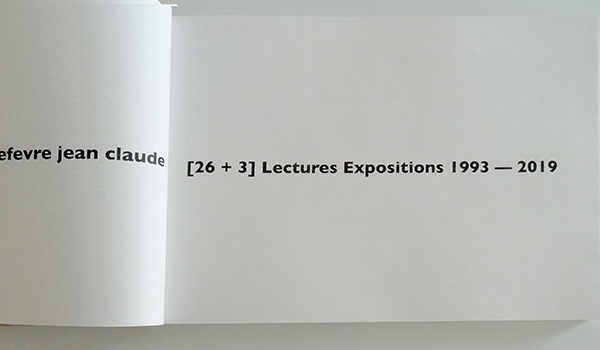 efevre jean claude
[26 + 3] Lectures Expositions 1993 — 2019